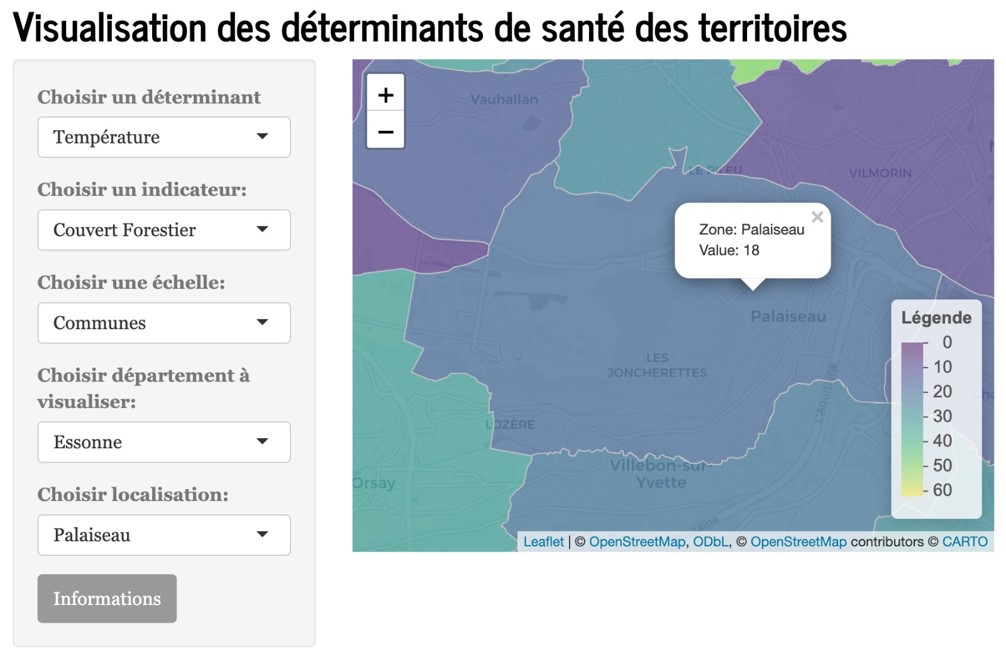 Visualisation des déterminants de santé des territoires
Choisir un déterminant
Température
Choisir un indicateur:
Couvert Forestier
Choisir une échelle:
Communes
Choisir département à
visualiser:
Essonne
Choisir localisation:
Palaiseau
Informations
+
−
Vauhallan
VILMORIN
Zone: Palaiseau
Value: 18
×
Palaiseau
LES
JONCHERETTES
LOZÈRE
Villebon-sur-
Yvette
Orsay
Légende
0
10
20
30
40
50
60
Leaflet | © OpenStreetMap, ODbL, © OpenStreetMap contributors © CARTO